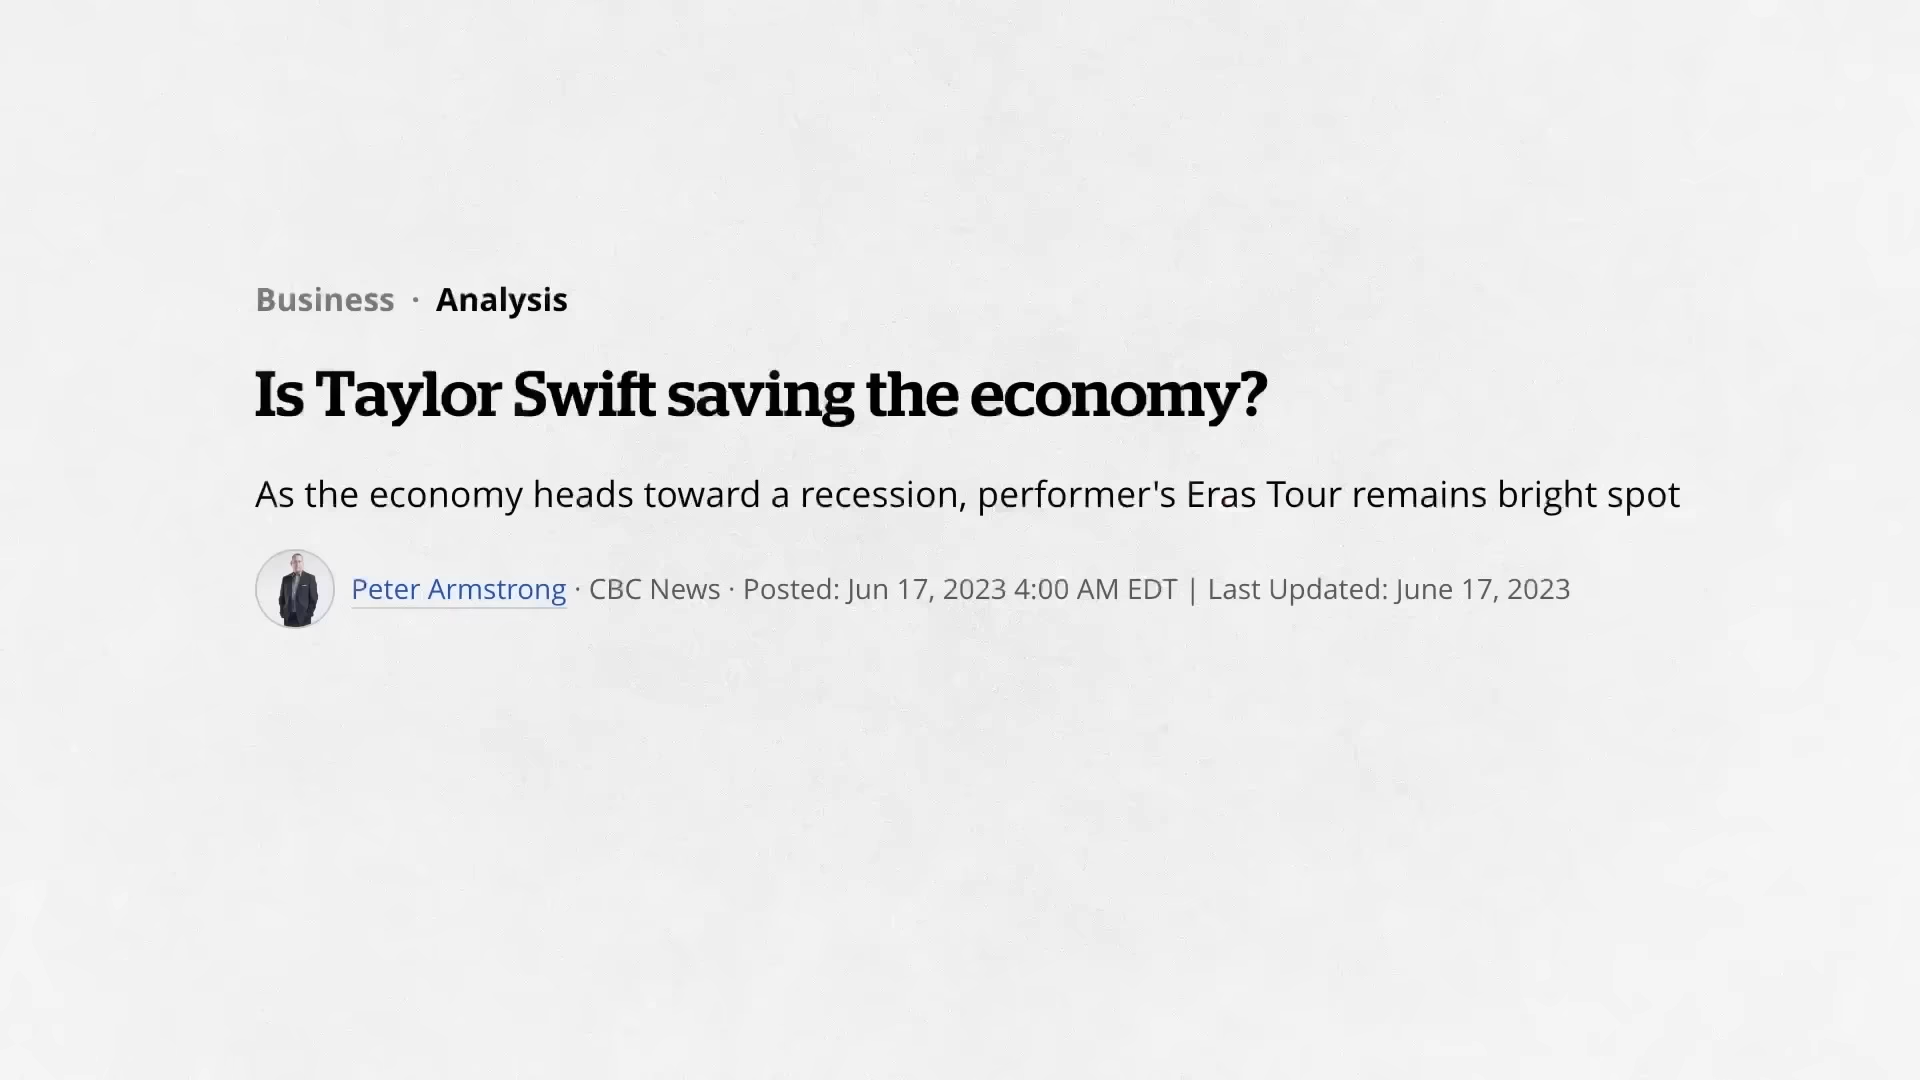 Business · Analysis
Is Taylor Swift saving the economy?
As the economy heads toward a recession, performer's Eras Tour remains bright spot
Peter Armstrong · CBC News · Posted: Jun 17, 2023 4:00 AM EDT | Last Updated: June 17, 2023